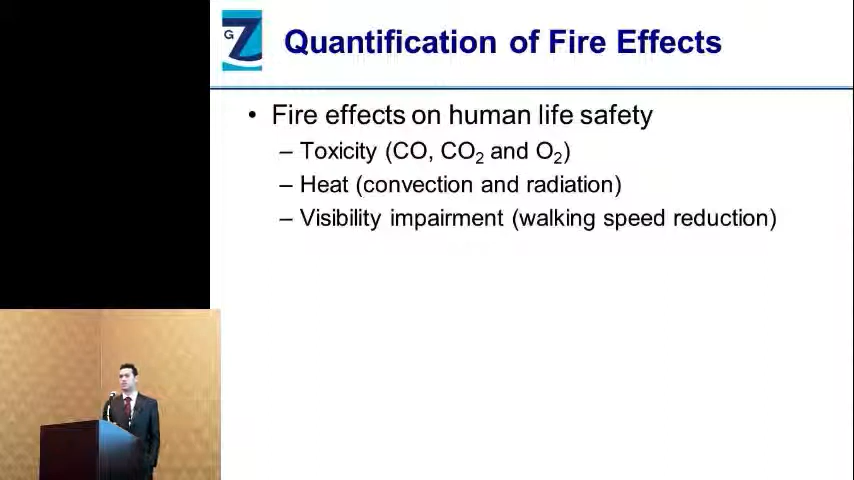 GZ
Quantification of Fire Effects
• Fire effects on human life safety
– Toxicity (CO, CO₂ and O₂)
– Heat (convection and radiation)
– Visibility impairment (walking speed reduction)